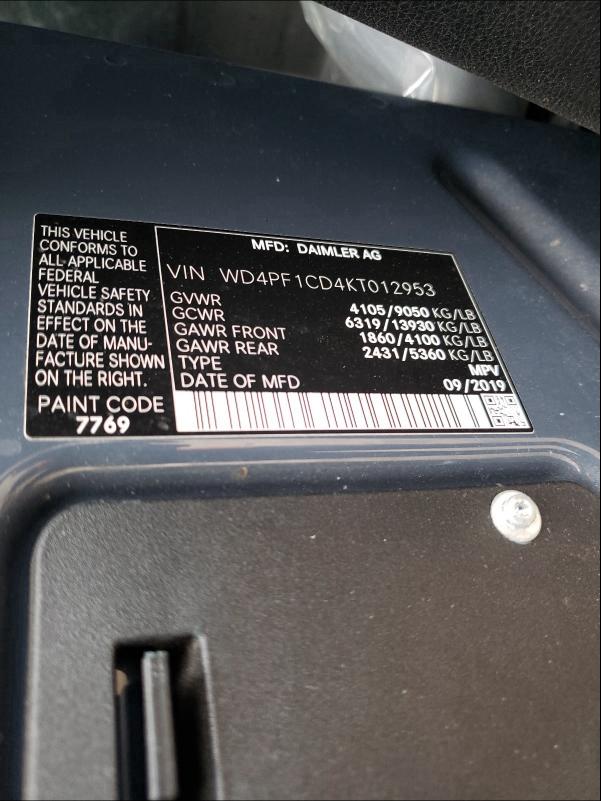 THIS VEHICLE
CONFORMS TO
ALL APPLICABLE
FEDERAL
VEHICLE SAFETY
STANDARDS IN
EFFECT ON THE
DATE OF MANU-
FACTURE SHOWN
ON THE RIGHT.
PAINT CODE
7769
MFD: DAIMLER AG
VIN WD4PF1CD4KT012953
GVWR 4105/9050 KG/LB
GCWR 6319/13930 KG/LB
GAWR FRONT 1860/4100 KG/LB
GAWR REAR 2431/5360 KG/LB
TYPE MPV
DATE OF MFD 09/2019